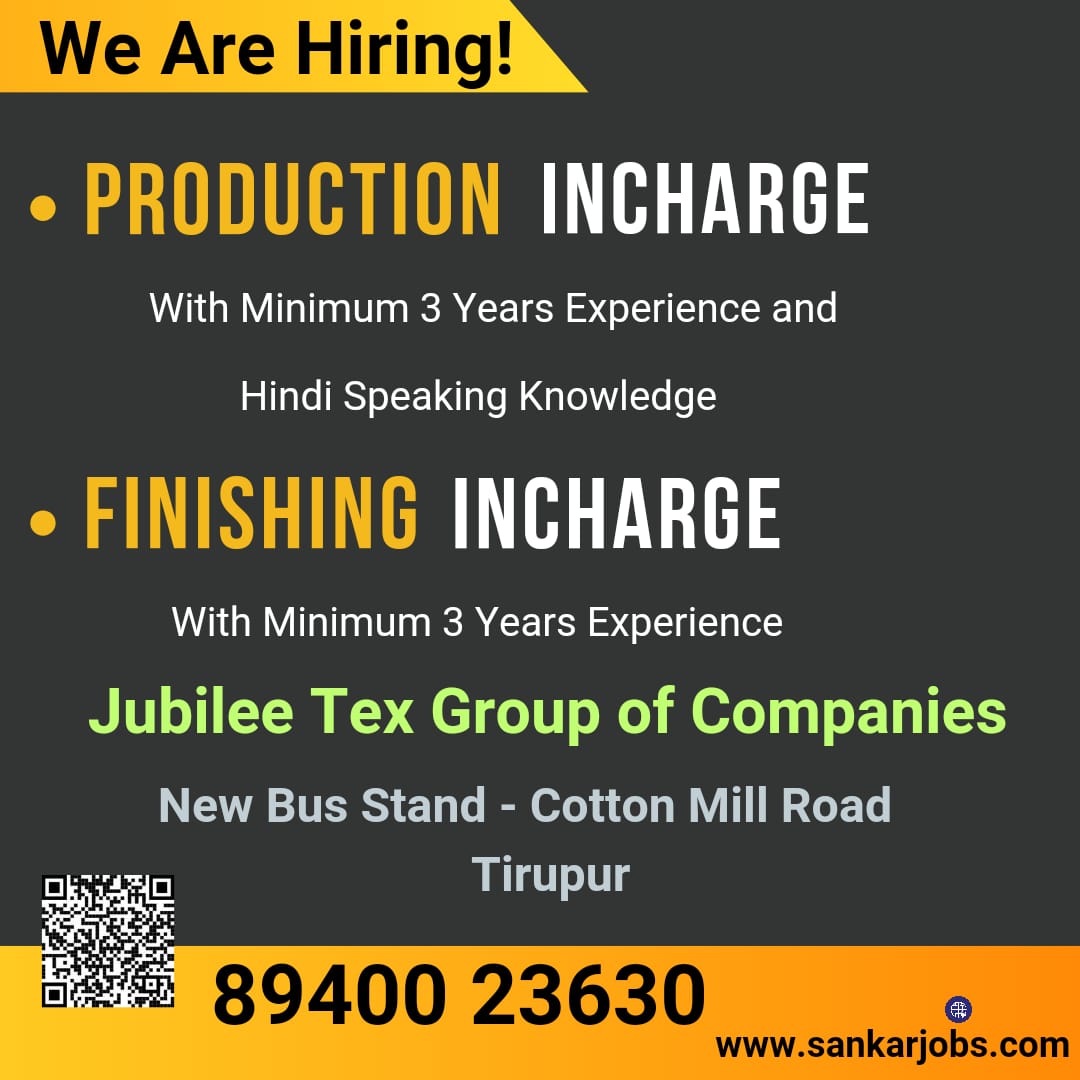 We Are Hiring!
• PRODUCTION INCHARGE
With Minimum 3 Years Experience and
Hindi Speaking Knowledge
• FINISHING INCHARGE
With Minimum 3 Years Experience
Jubilee Tex Group of Companies
New Bus Stand - Cotton Mill Road
Tirupur
89400 23630
www.sankarjobs.com